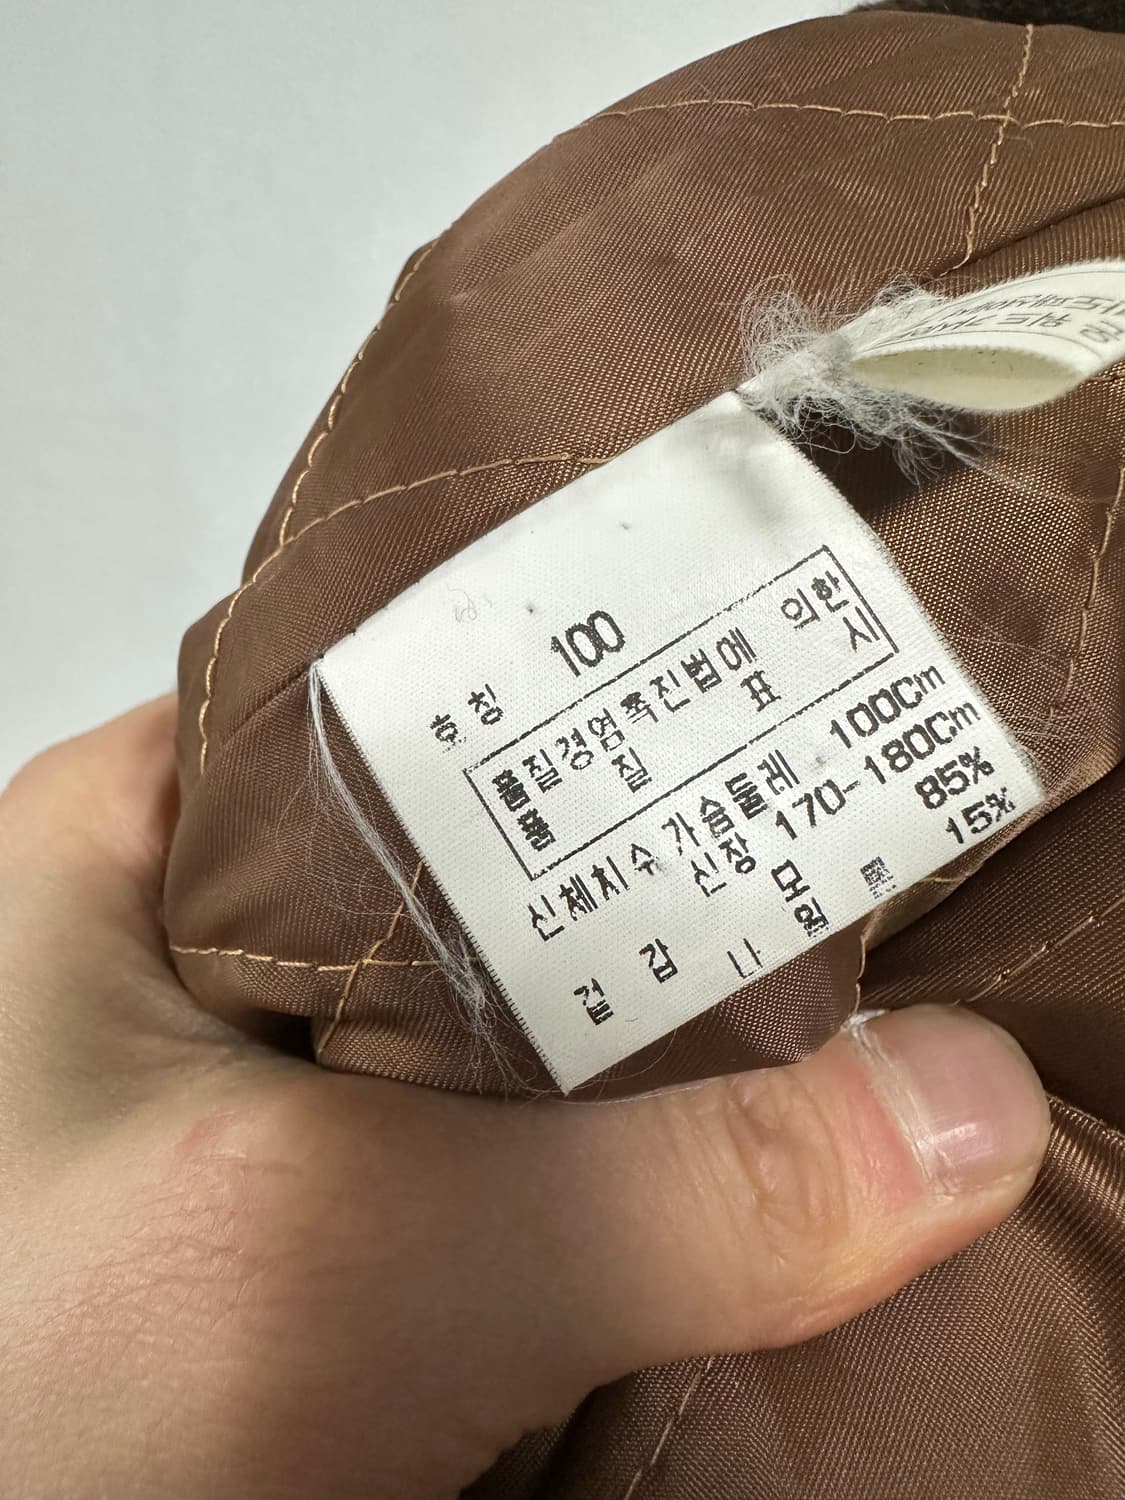 호칭 100
품질경영촉진법에 의한
품질표시
신체치수 가슴둘레 100Cm
신장 170-180Cm
겉감 모 85%
나일론 15%